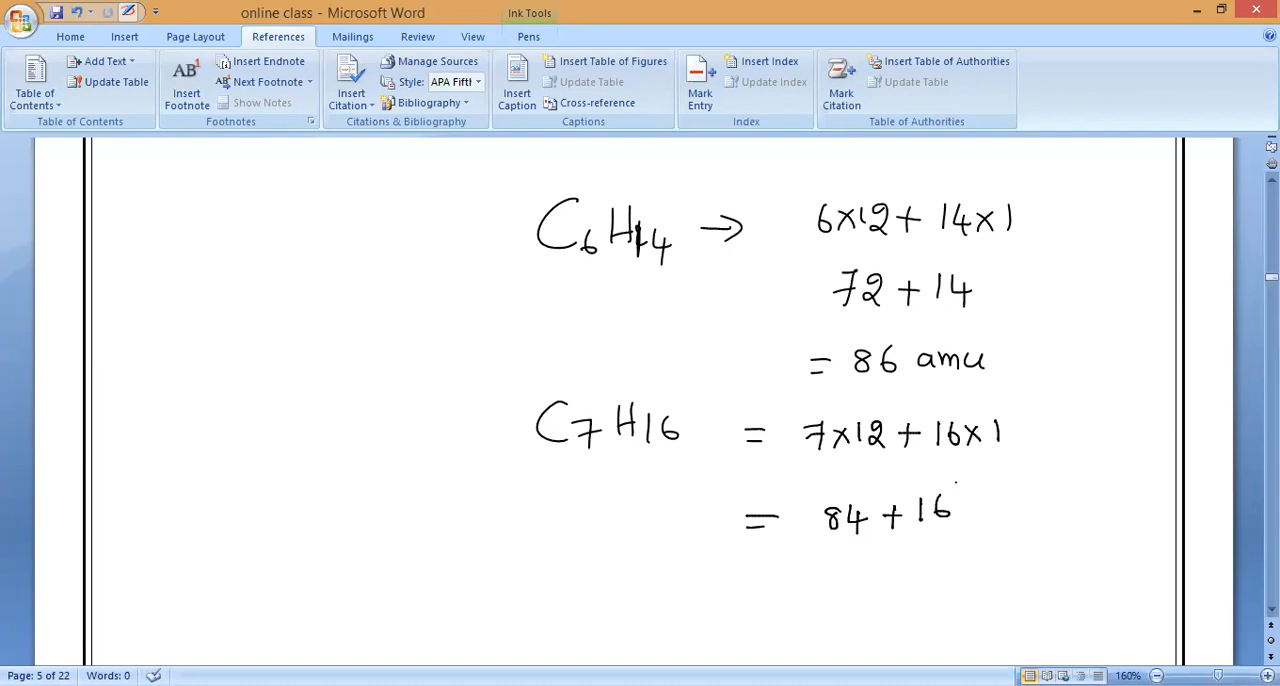 online class - Microsoft Word
Ink Tools
Home Insert Page Layout References Mailings Review View Pens
Table of Contents
Add Text
Update Table
Table of Contents
AB¹
Insert Footnote
Insert Endnote
Next Footnote
Show Notes
Footnotes
Insert Citation
Manage Sources
Style: APA Fifth
Bibliography
Citations & Bibliography
Insert Caption
Insert Table of Figures
Update Table
Cross-reference
Captions
Mark Entry
Insert Index
Update Index
Index
Mark Citation
Insert Table of Authorities
Update Table
Table of Authorities
C₆H₁₄ → 6×12 + 14×1
72 + 14
= 86 amu
C₇H16 = 7×12 + 16×1
= 84 + 16
Page: 5 of 22 Words: 0 160%